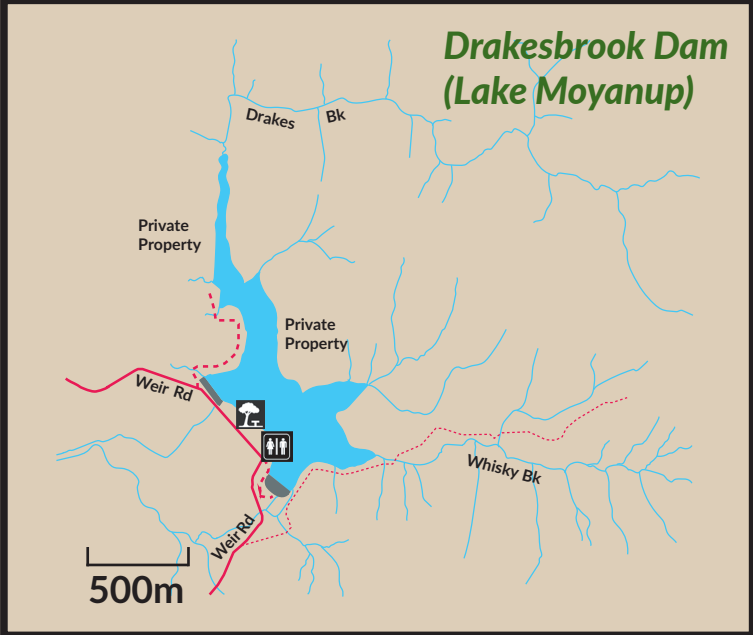 Drakesbrook Dam
(Lake Moyanup)
Drakes Bk
Private
Property
Private
Property
Weir Rd
Whisky Bk
Weir Rd
500m